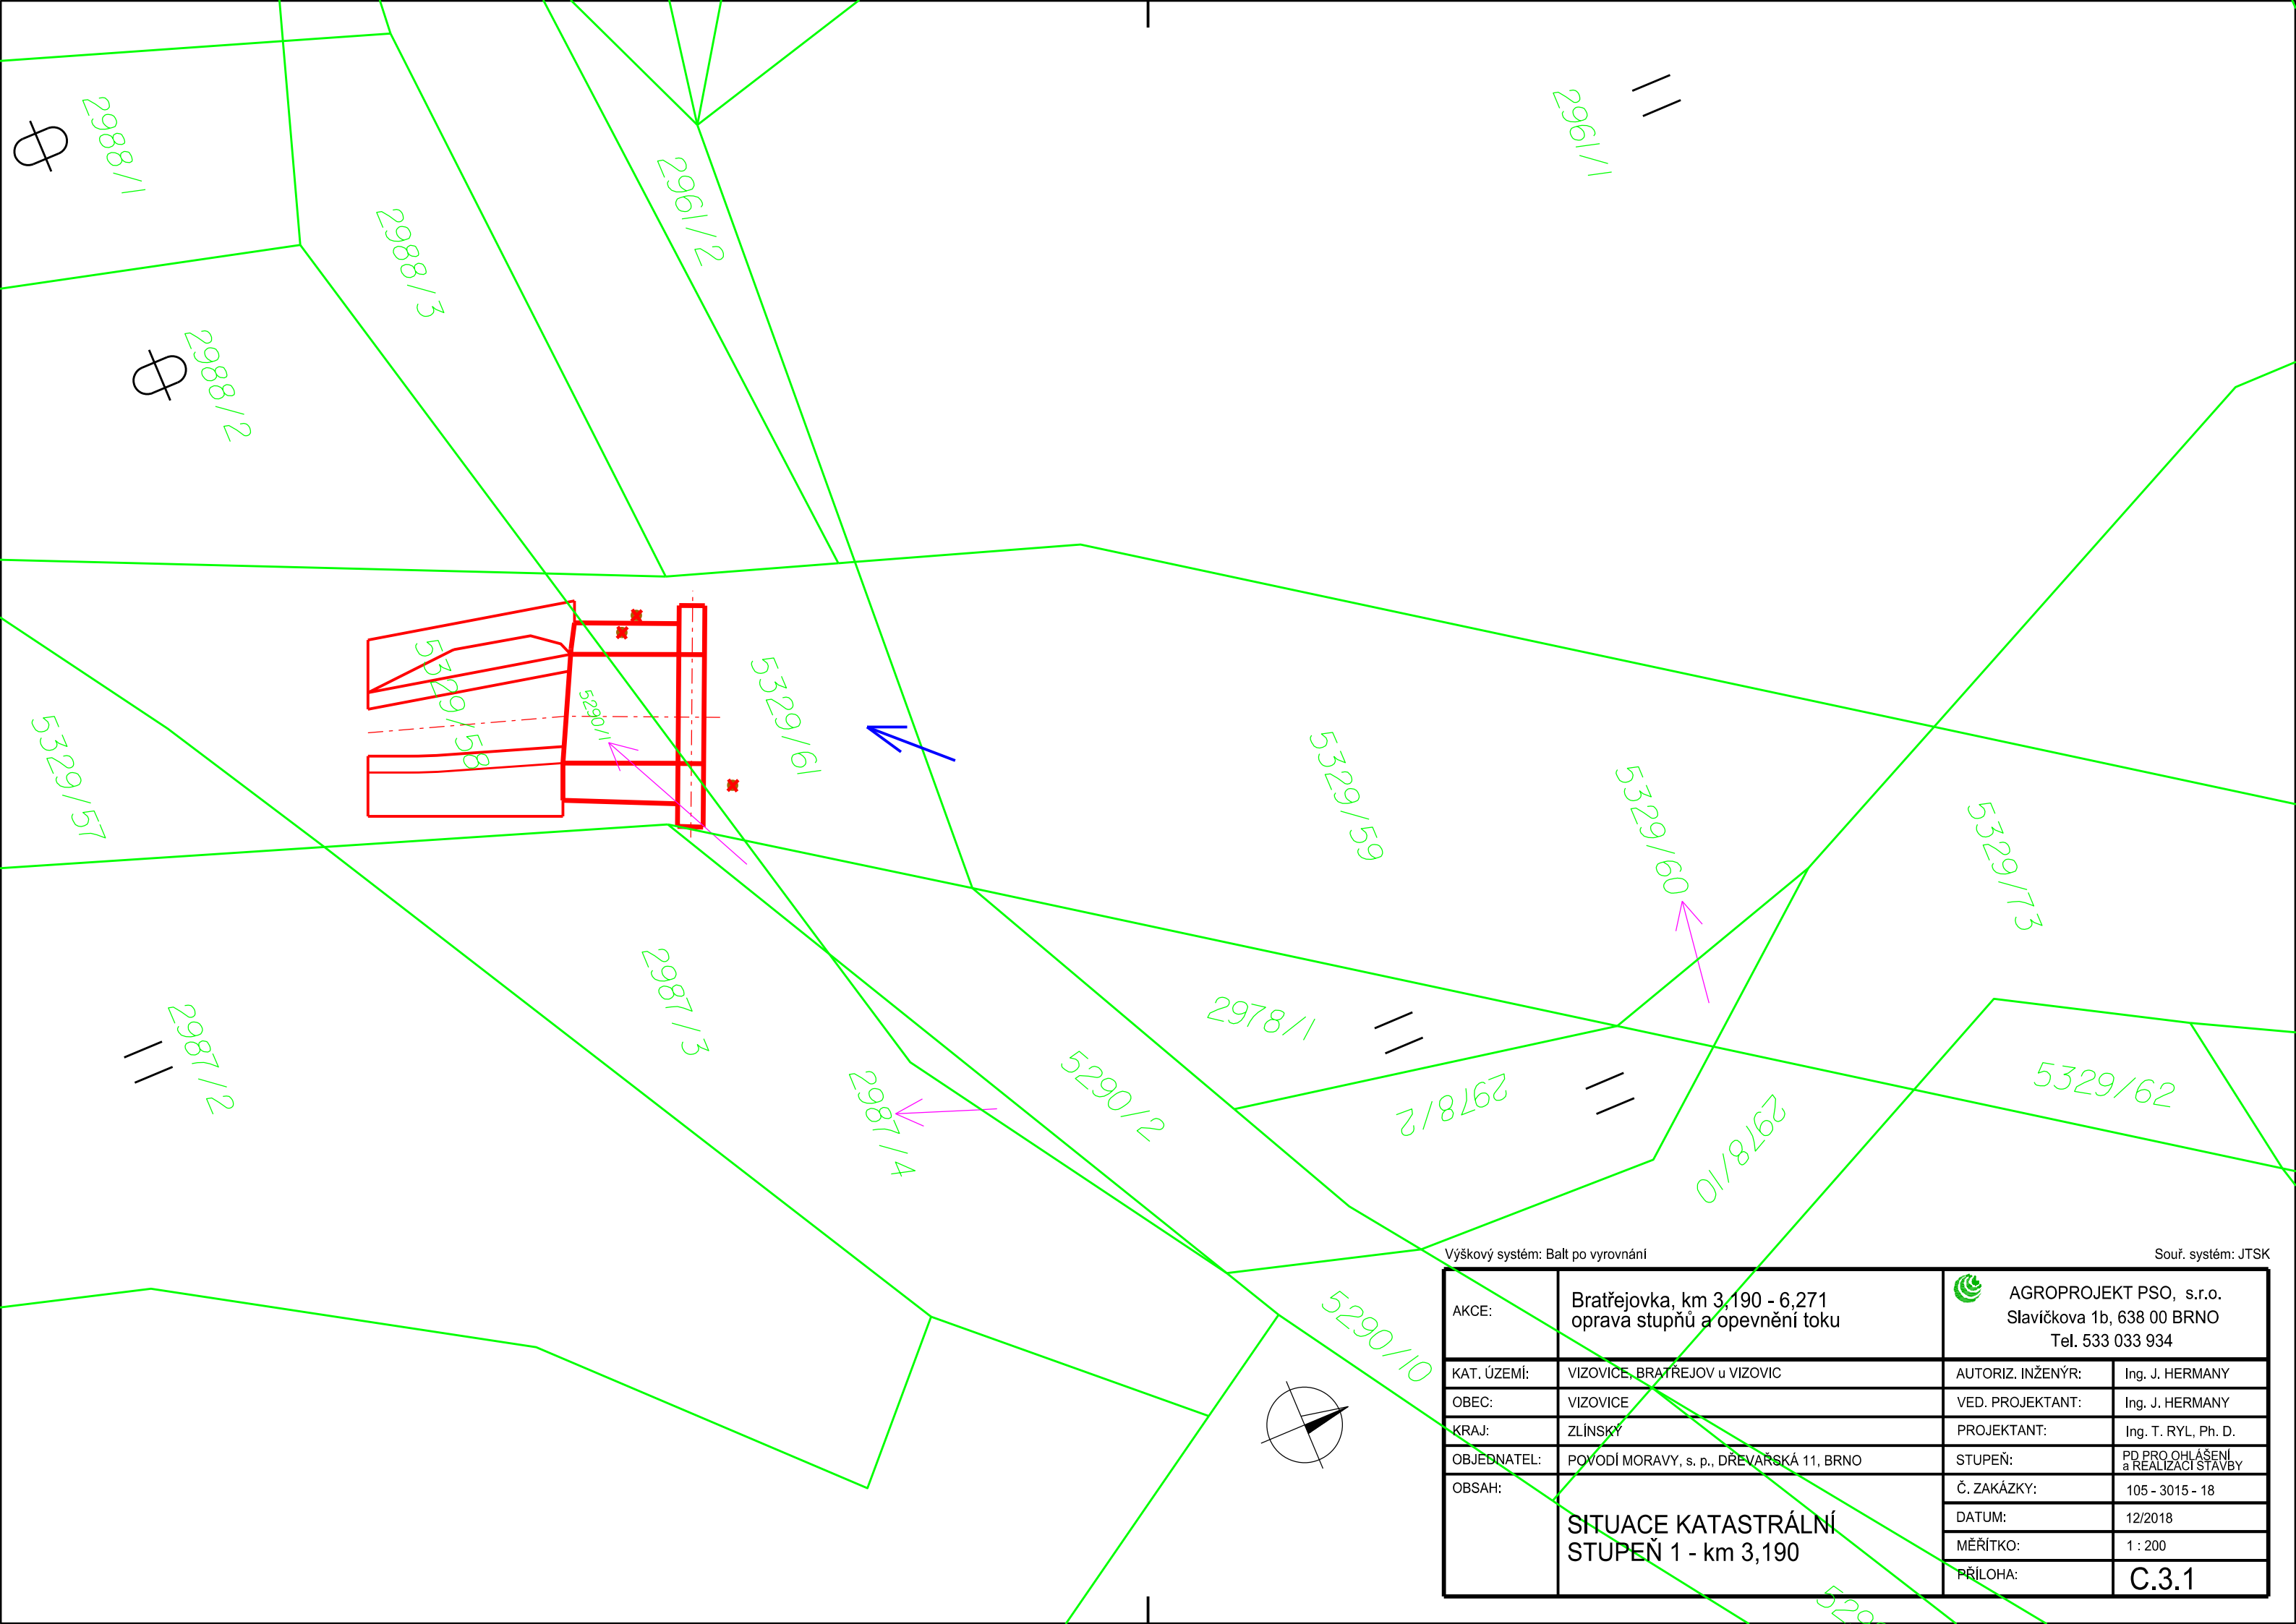 2988/1
2988/3
2961/2
2961/1
2988/2
5329/58
5290/1
5329/61
5329/57
5329/59
5329/60
5329/73
2987/2
2987/3
2987/4
5290/2
2978/1
2978/2
2978/10
5329/62
5290/10
Výškový systém: Balt po vyrovnání
Souř. systém: JTSK
AKCE:
Bratřejovka, km 3,190 - 6,271
oprava stupňů a opevnění toku
AGROPROJEKT PSO, s.r.o.
Slavíčkova 1b, 638 00 BRNO
Tel. 533 033 934
KAT. ÚZEMÍ: VIZOVICE, BRATŘEJOV u VIZOVIC
AUTORIZ. INŽENÝR: Ing. J. HERMANY
OBEC: VIZOVICE
VED. PROJEKTANT: Ing. J. HERMANY
KRAJ: ZLÍNSKÝ
PROJEKTANT: Ing. T. RYL, Ph. D.
OBJEDNATEL: POVODÍ MORAVY, s. p., DŘEVAŘSKÁ 11, BRNO
STUPEŇ: PD PRO OHLÁŠENÍ
a REALIZACI STAVBY
OBSAH:
SITUACE KATASTRÁLNÍ
STUPEŇ 1 - km 3,190
Č. ZAKÁZKY: 105 - 3015 - 18
DATUM: 12/2018
MĚŘÍTKO: 1 : 200
PŘÍLOHA: C.3.1